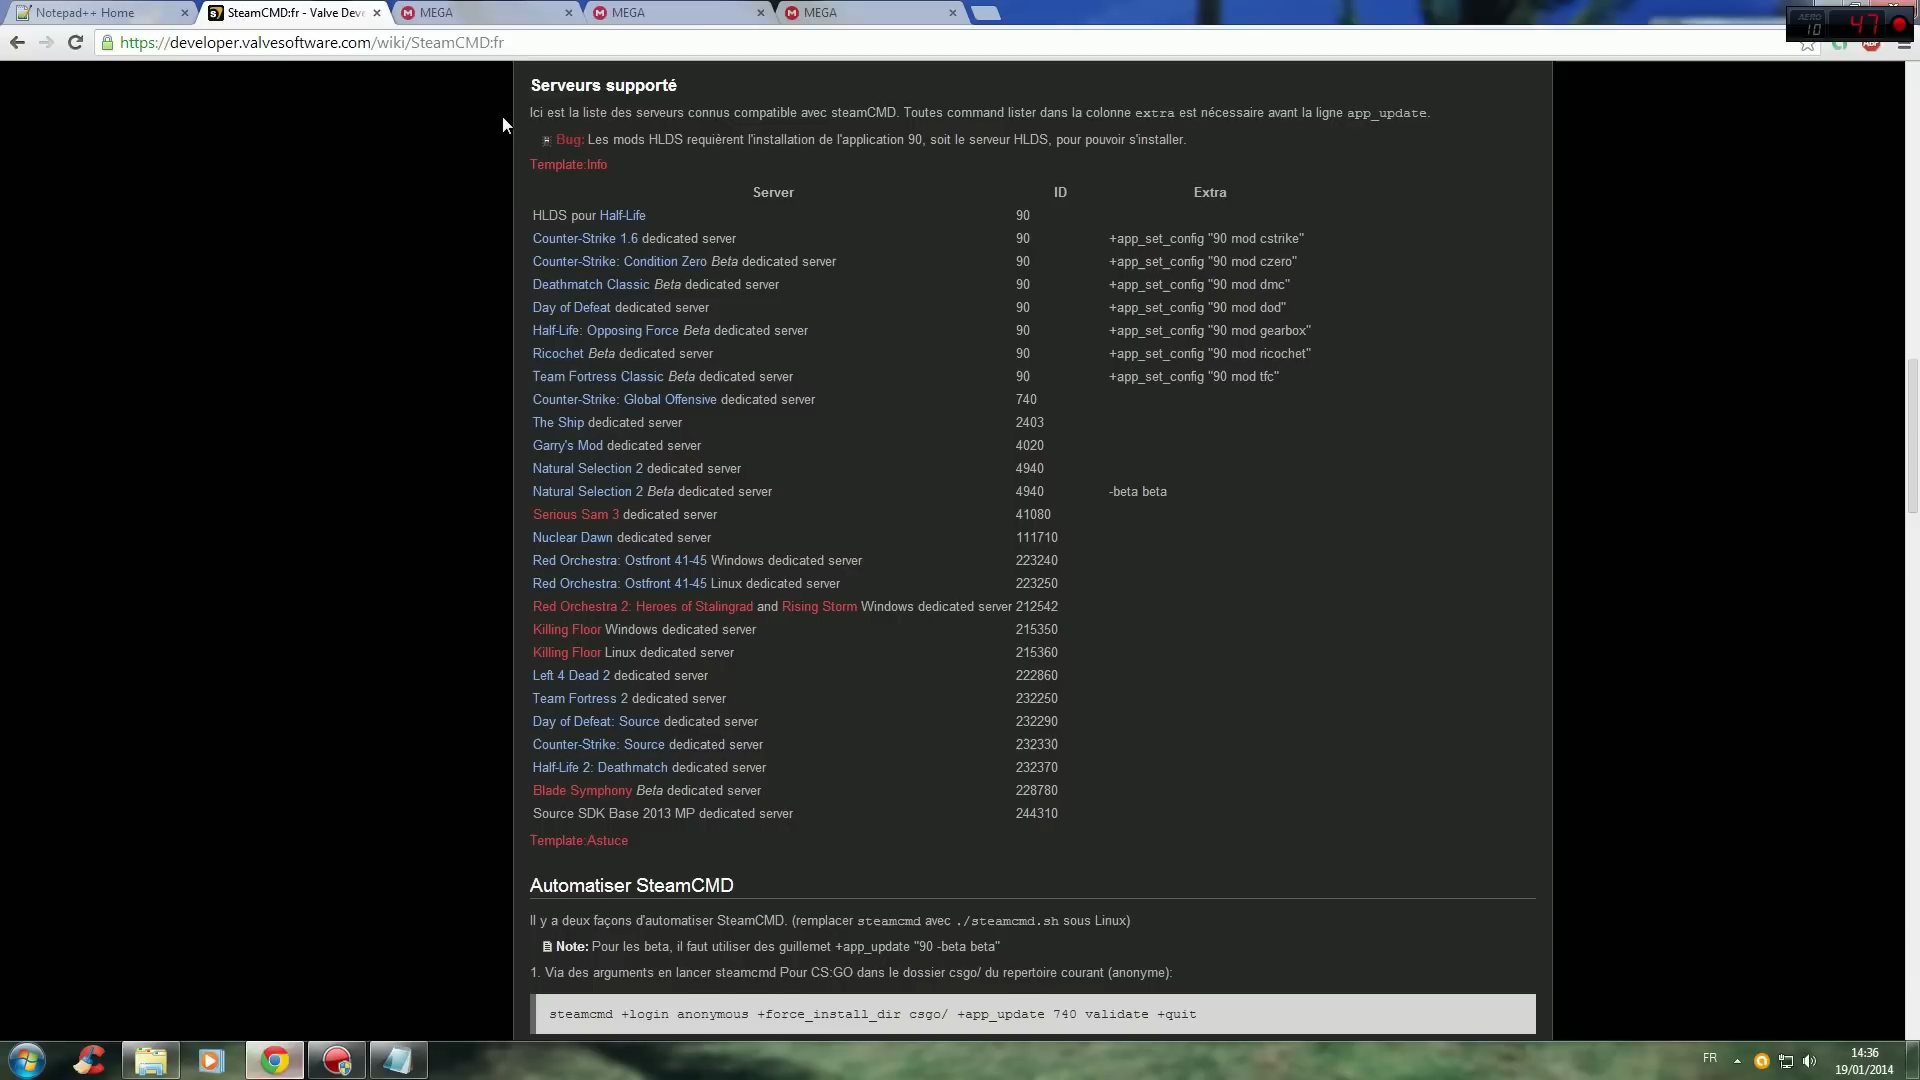 Notepad++ Home
SteamCMD:fr - Valve Deve
MEGA
MEGA
MEGA
https://developer.valvesoftware.com/wiki/SteamCMD:fr
AERO
10
47
ABP
Serveurs supporté
Ici est la liste des serveurs connus compatible avec steamCMD. Toutes command lister dans la colonne extra est nécessaire avant la ligne app_update.
Bug: Les mods HLDS requièrent l'installation de l'application 90, soit le serveur HLDS, pour pouvoir s'installer.
Template:Info
Server ID Extra
HLDS pour Half-Life 90
Counter-Strike 1.6 dedicated server 90 +app_set_config "90 mod cstrike"
Counter-Strike: Condition Zero Beta dedicated server 90 +app_set_config "90 mod czero"
Deathmatch Classic Beta dedicated server 90 +app_set_config "90 mod dmc"
Day of Defeat dedicated server 90 +app_set_config "90 mod dod"
Half-Life: Opposing Force Beta dedicated server 90 +app_set_config "90 mod gearbox"
Ricochet Beta dedicated server 90 +app_set_config "90 mod ricochet"
Team Fortress Classic Beta dedicated server 90 +app_set_config "90 mod tfc"
Counter-Strike: Global Offensive dedicated server 740
The Ship dedicated server 2403
Garry's Mod dedicated server 4020
Natural Selection 2 dedicated server 4940
Natural Selection 2 Beta dedicated server 4940 -beta beta
Serious Sam 3 dedicated server 41080
Nuclear Dawn dedicated server 111710
Red Orchestra: Ostfront 41-45 Windows dedicated server 223240
Red Orchestra: Ostfront 41-45 Linux dedicated server 223250
Red Orchestra 2: Heroes of Stalingrad and Rising Storm Windows dedicated server 212542
Killing Floor Windows dedicated server 215350
Killing Floor Linux dedicated server 215360
Left 4 Dead 2 dedicated server 222860
Team Fortress 2 dedicated server 232250
Day of Defeat: Source dedicated server 232290
Counter-Strike: Source dedicated server 232330
Half-Life 2: Deathmatch dedicated server 232370
Blade Symphony Beta dedicated server 228780
Source SDK Base 2013 MP dedicated server 244310
Template:Astuce
Automatiser SteamCMD
Il y a deux façons d'automatiser SteamCMD. (remplacer steamcmd avec ./steamcmd.sh sous Linux)
Note: Pour les beta, il faut utiliser des guillemet +app_update "90 -beta beta"
1. Via des arguments en lancer steamcmd Pour CS:GO dans le dossier csgo/ du repertoire courant (anonyme):
steamcmd +login anonymous +force_install_dir csgo/ +app_update 740 validate +quit
FR
14:36
19/01/2014